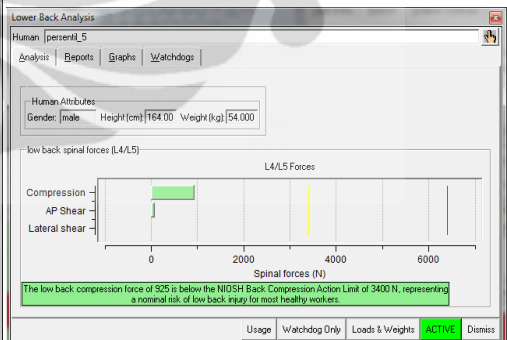 Lower Back Analysis
Human persentil_5
Analysis Reports Graphs Watchdogs
Human Attributes
Gender: male Height (cm): 164.00 Weight (kg): 54.000
low back spinal forces (L4/L5)
L4/L5 Forces
Compression
AP Shear
Lateral shear
0 2000 4000 6000
Spinal forces (N)
The low back compression force of 925 is below the NIOSH Back Compression Action Limit of 3400 N, representing
a nominal risk of low back injury for most healthy workers.
Usage Watchdog Only Loads & Weights ACTIVE Dismiss